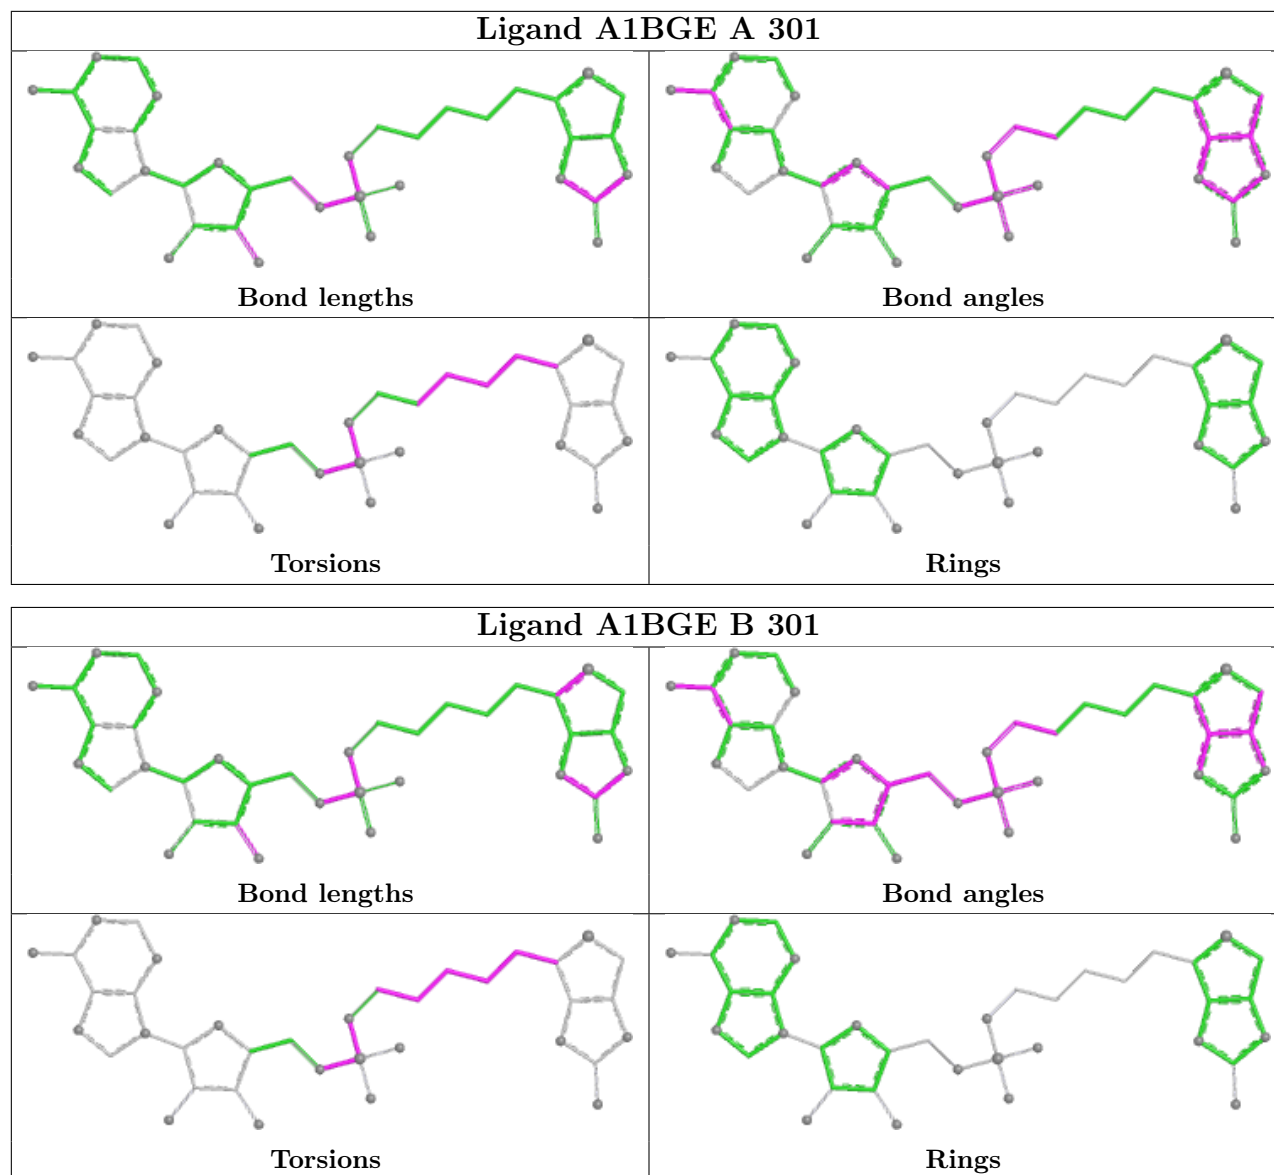 Ligand A1BGE A 301
Bond lengths
Bond angles
Torsions
Rings
Ligand A1BGE B 301
Bond lengths
Bond angles
Torsions
Rings